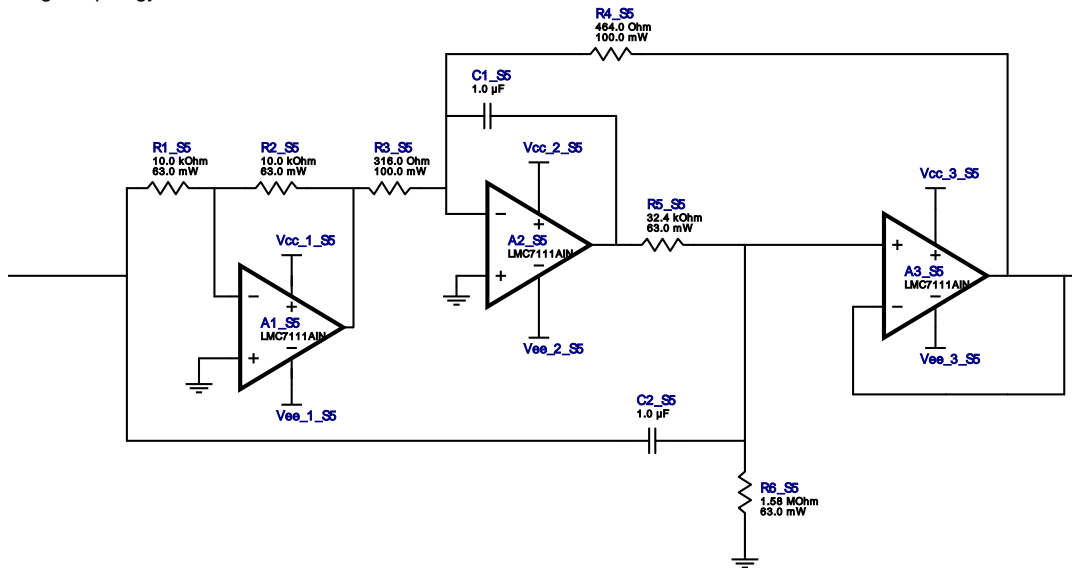 R4_S5
464.0 Ohm
100.0 mW
C1_S5
1.0 µF
R1_S5
10.0 kOhm
63.0 mW
R2_S5
10.0 kOhm
63.0 mW
R3_S5
316.0 Ohm
100.0 mW
Vcc_2_S5
Vcc_3_S5
R5_S5
32.4 kOhm
63.0 mW
Vcc_1_S5
A2_S5
LMC7111AIN
A3_S5
LMC7111AIN
A1_S5
LMC7111AIN
Vee_2_S5
Vee_3_S5
Vee_1_S5
C2_S5
1.0 µF
R6_S5
1.58 MOhm
63.0 mW